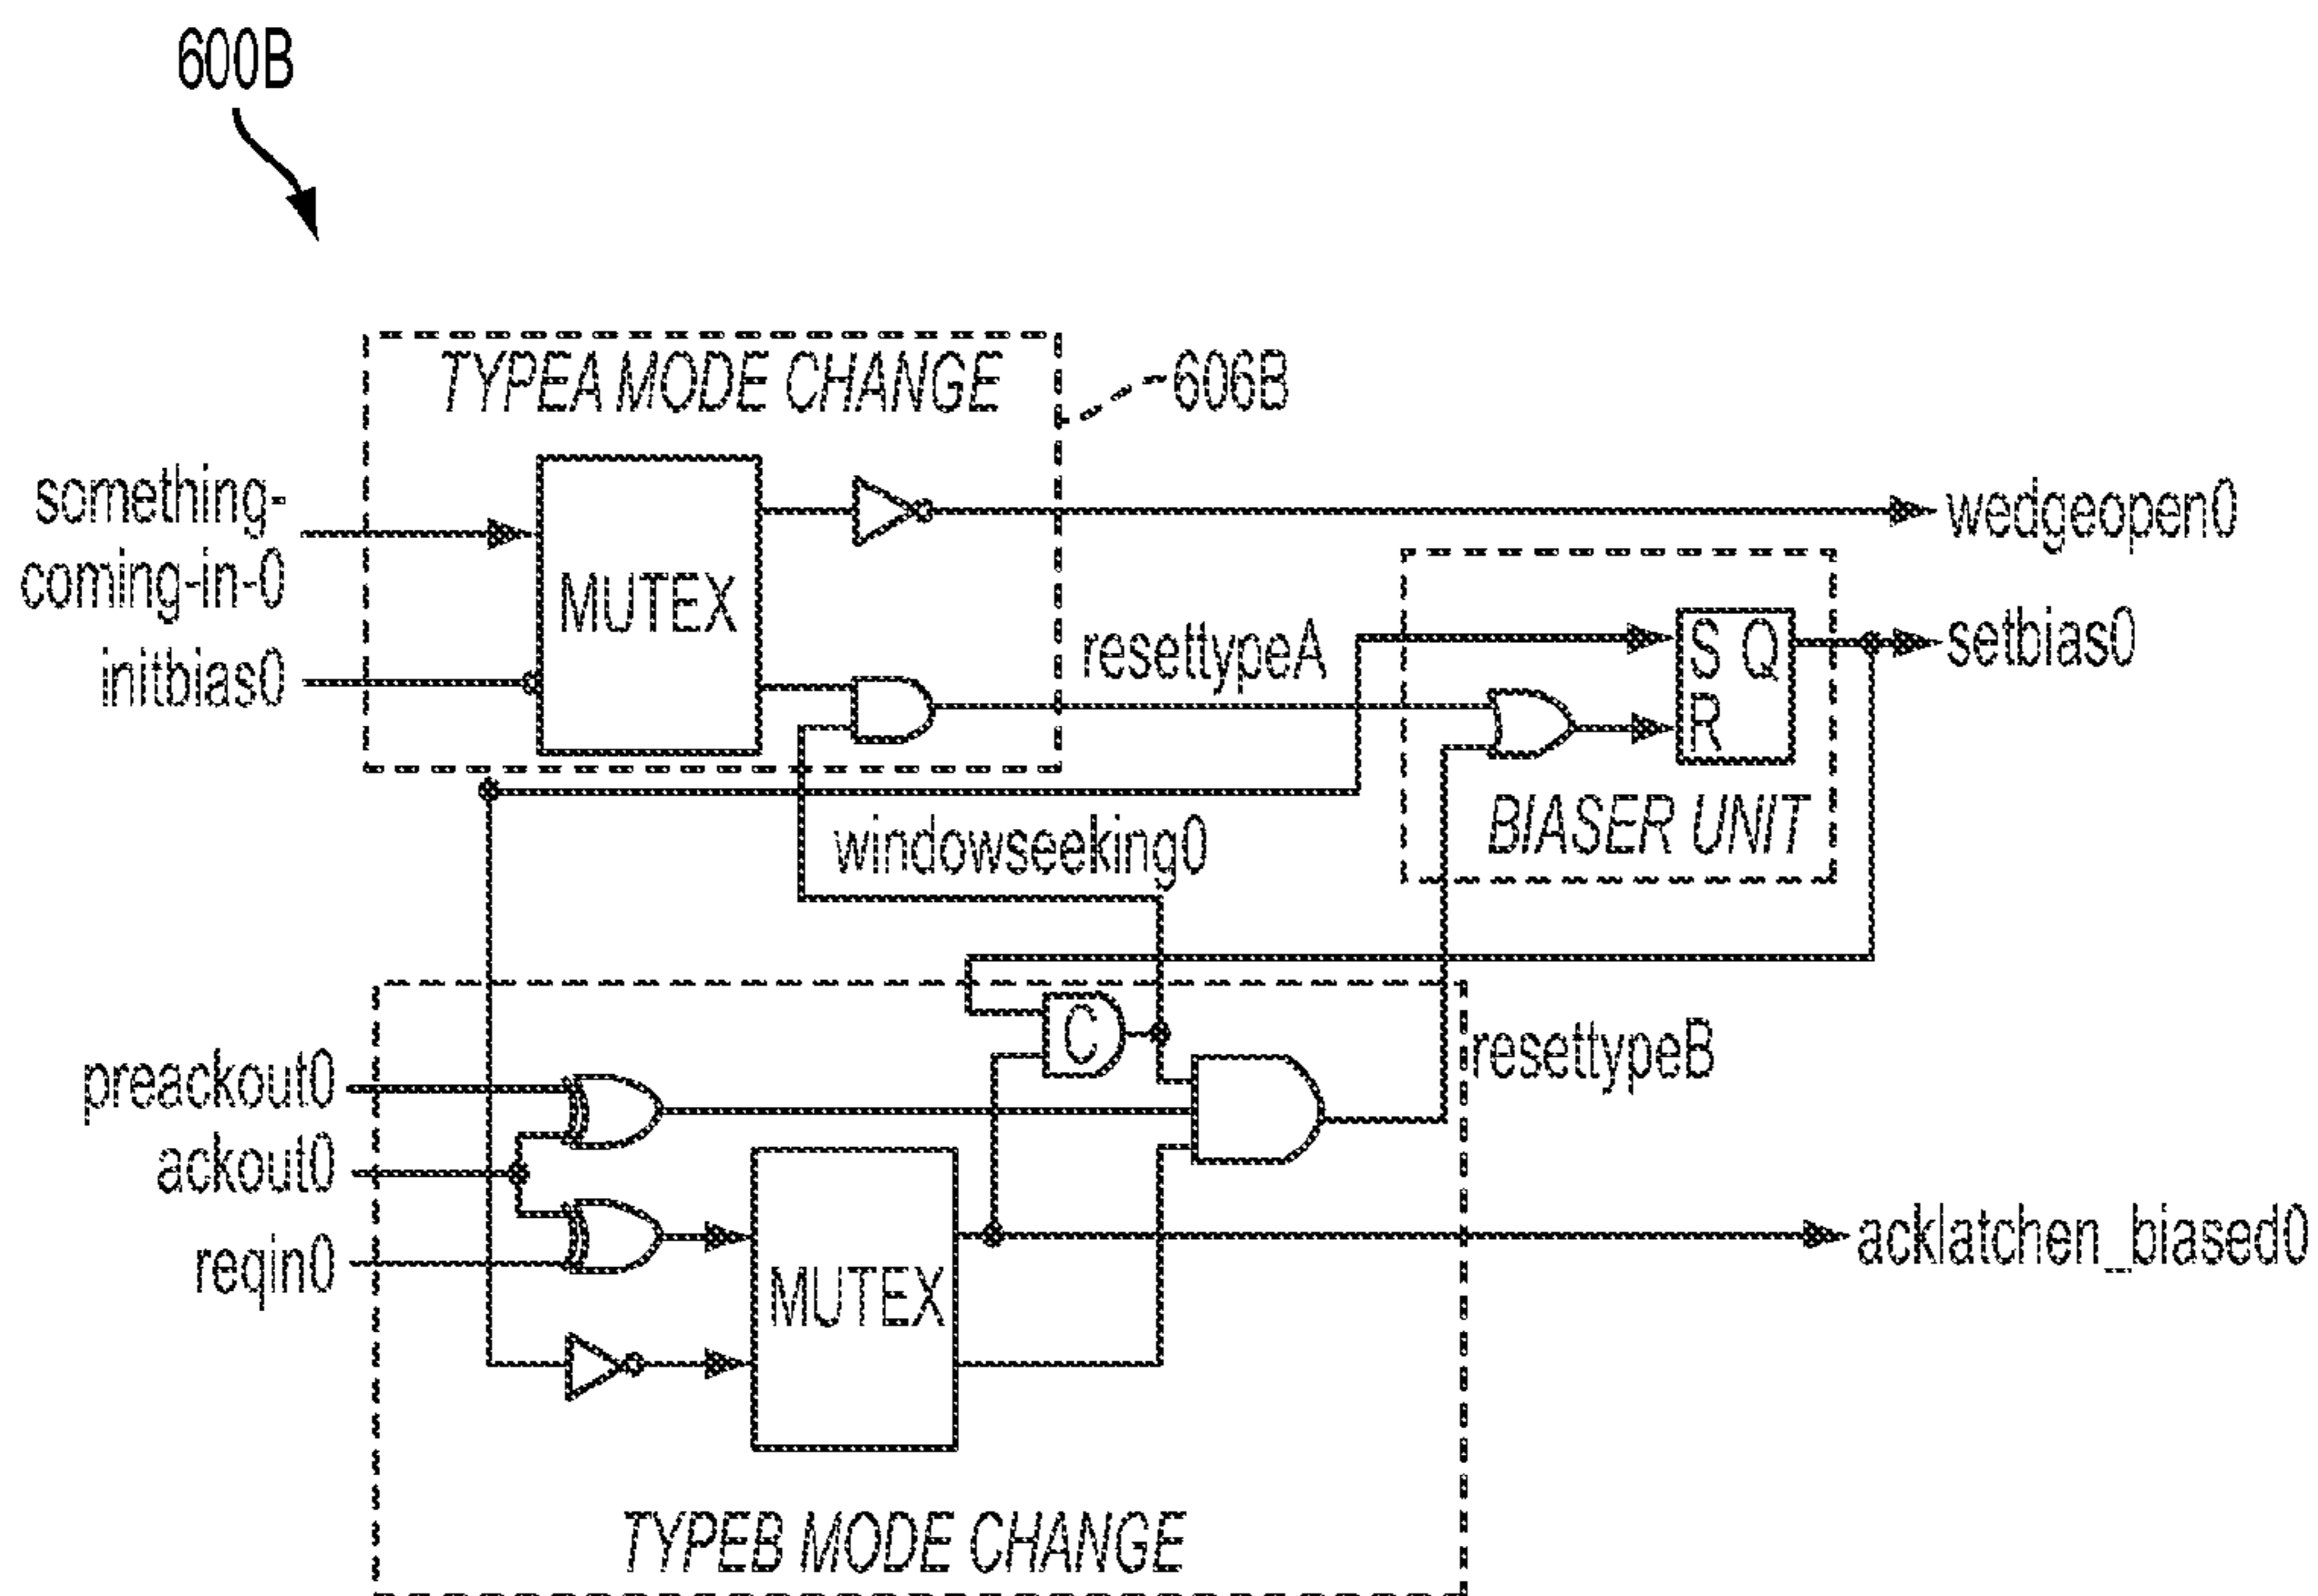 600B
TYPEA MODE CHANGE
606B
something-
coming-in-0
MUTEX
wedgeopen0
initbias0
resettypeA
S Q
R
setbias0
BIASER UNIT
windowseeking0
C
resettypeB
preackout0
ackout0
reqin0
MUTEX
acklatchen_biased0
TYPEB MODE CHANGE